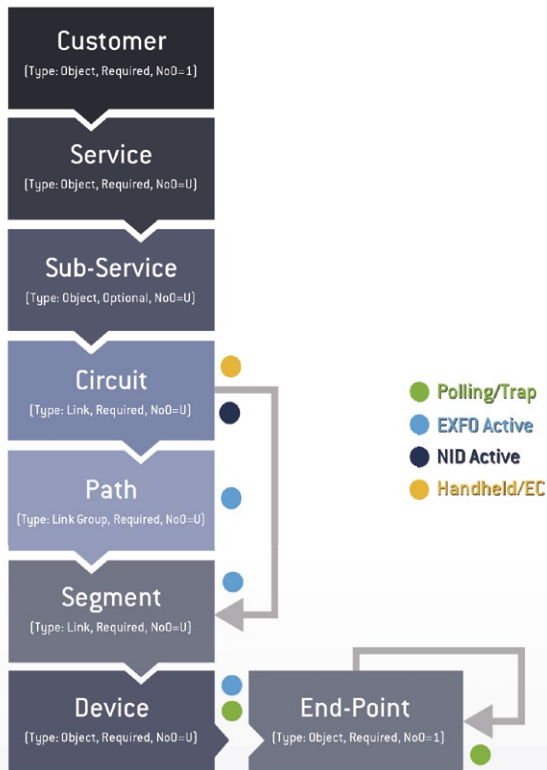 Customer
(Type: Object, Required, NoO=1)
Service
(Type: Object, Required, NoO=U)
Sub-Service
(Type: Object, Optional, NoO=U)
Circuit
(Type: Link, Required, NoO=U)
Path
(Type: Link Group, Required, NoO=U)
Segment
(Type: Link, Required, NoO=U)
Device
(Type: Object, Required, NoO=U)
End-Point
(Type: Object, Required, NoO=1)
Polling/Trap
EXFO Active
NID Active
Handheld/EC